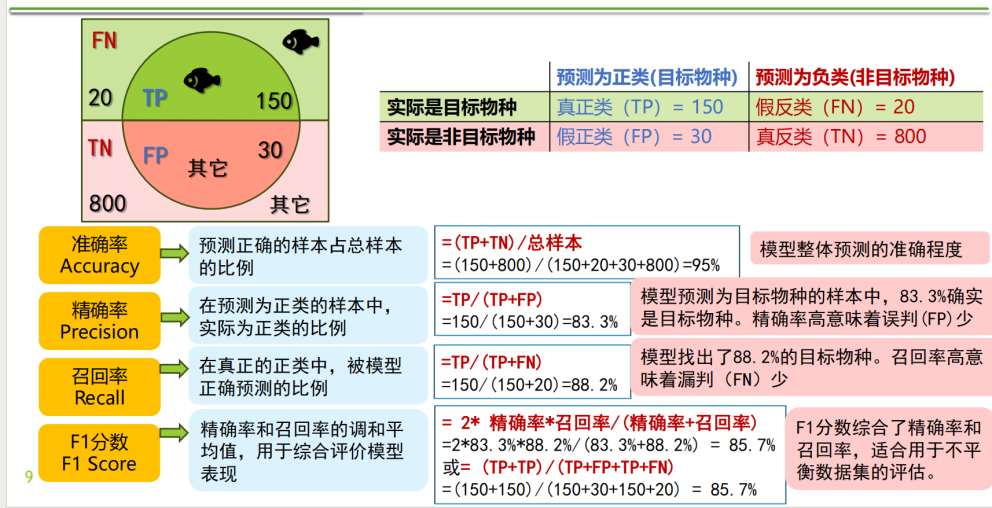 FN
20
TP
150
TN
FP
其它
30
800
其它
预测为正类(目标物种)
预测为负类(非目标物种)
实际是目标物种
真正类（TP）= 150
假反类（FN）= 20
实际是非目标物种
假正类（FP）= 30
真反类（TN）= 800
准确率
Accuracy
预测正确的样本占总样本
的比例
=(TP+TN)/总样本
=(150+800)/(150+20+30+800)=95%
模型整体预测的准确程度
精确率
Precision
在预测为正类的样本中，
实际为正类的比例
=TP/(TP+FP)
=150/(150+30)=83.3%
模型预测为目标物种的样本中，83.3%确实
是目标物种。精确率高意味着误判(FP)少
召回率
Recall
在真正的正类中，被模型
正确预测的比例
=TP/(TP+FN)
=150/(150+20)=88.2%
模型找出了88.2%的目标物种。召回率高意
味着漏判（FN）少
F1分数
F1 Score
精确率和召回率的调和平
均值，用于综合评价模型
表现
= 2* 精确率*召回率/(精确率+召回率)
=2*83.3%*88.2%/(83.3%+88.2%) = 85.7%
或= (TP+TP)/(TP+FP+TP+FN)
=(150+150)/(150+30+150+20) = 85.7%
F1分数综合了精确率和
召回率，适合用于不平
衡数据集的评估。
9